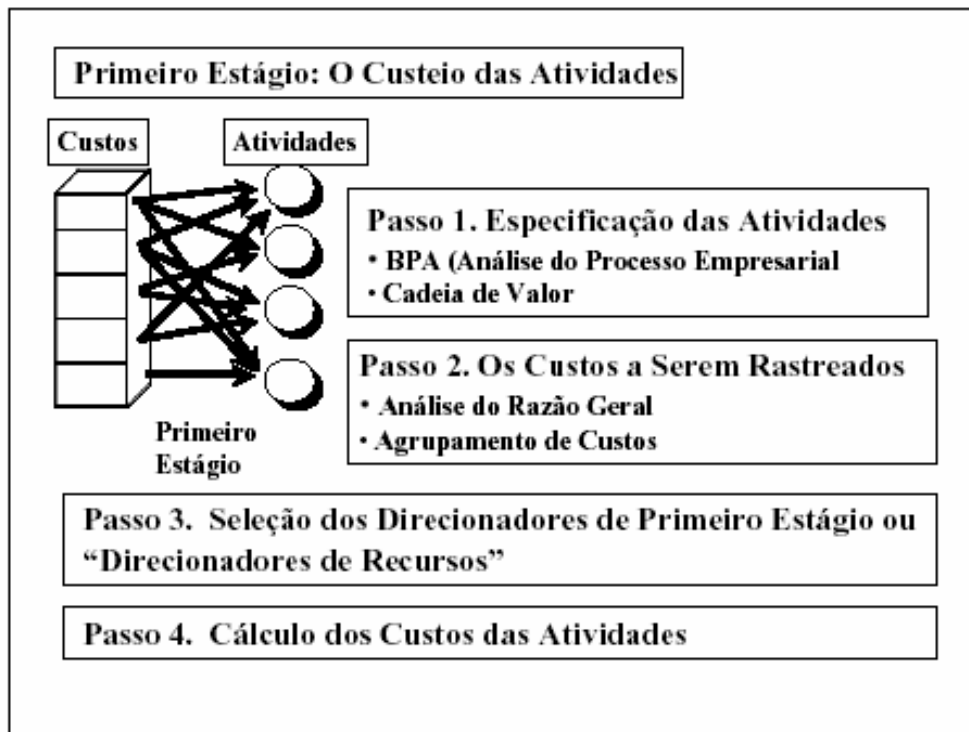 Primeiro Estágio: O Custeio das Atividades
Custos
Atividades
Passo 1. Especificação das Atividades
• BPA (Análise do Processo Empresarial
• Cadeia de Valor
Passo 2. Os Custos a Serem Rastreados
• Análise do Razão Geral
• Agrupamento de Custos
Primeiro
Estágio
Passo 3. Seleção dos Direcionadores de Primeiro Estágio ou
“Direcionadores de Recursos”
Passo 4. Cálculo dos Custos das Atividades